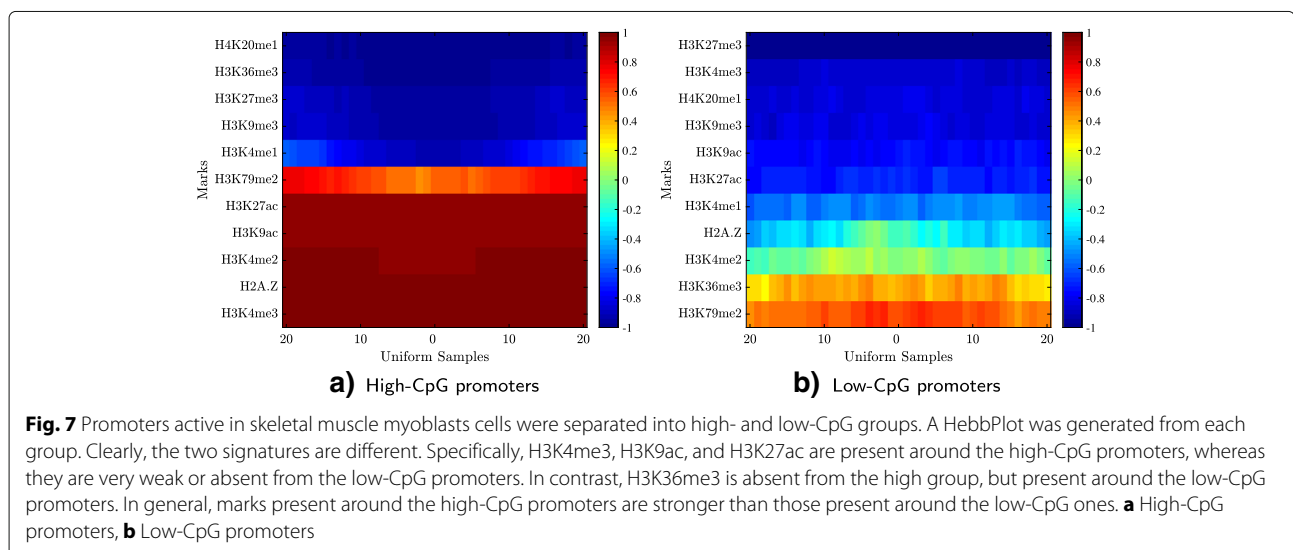 H4K20me1
H3K36me3
H3K27me3
H3K9me3
H3K4me1
H3K79me2
H3K27ac
H3K9ac
H3K4me2
H2A.Z
H3K4me3
Marks
20 10 0 10 20
Uniform Samples
1
0.8
0.6
0.4
0.2
0
-0.2
-0.4
-0.6
-0.8
-1
a) High-CpG promoters
H3K27me3
H3K4me3
H4K20me1
H3K9me3
H3K9ac
H3K27ac
H3K4me1
H2A.Z
H3K4me2
H3K36me3
H3K79me2
Marks
20 10 0 10 20
Uniform Samples
1
0.8
0.6
0.4
0.2
0
-0.2
-0.4
-0.6
-0.8
-1
b) Low-CpG promoters
Fig. 7 Promoters active in skeletal muscle myoblasts cells were separated into high- and low-CpG groups. A HebbPlot was generated from each
group. Clearly, the two signatures are different. Specifically, H3K4me3, H3K9ac, and H3K27ac are present around the high-CpG promoters, whereas
they are very weak or absent from the low-CpG promoters. In contrast, H3K36me3 is absent from the high group, but present around the low-CpG
promoters. In general, marks present around the high-CpG promoters are stronger than those present around the low-CpG ones. a High-CpG
promoters, b Low-CpG promoters